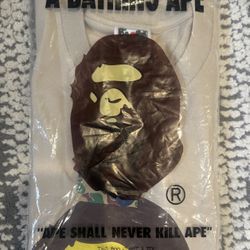 A BATHING APE
®
"APE SHALL NEVER KILL APE"